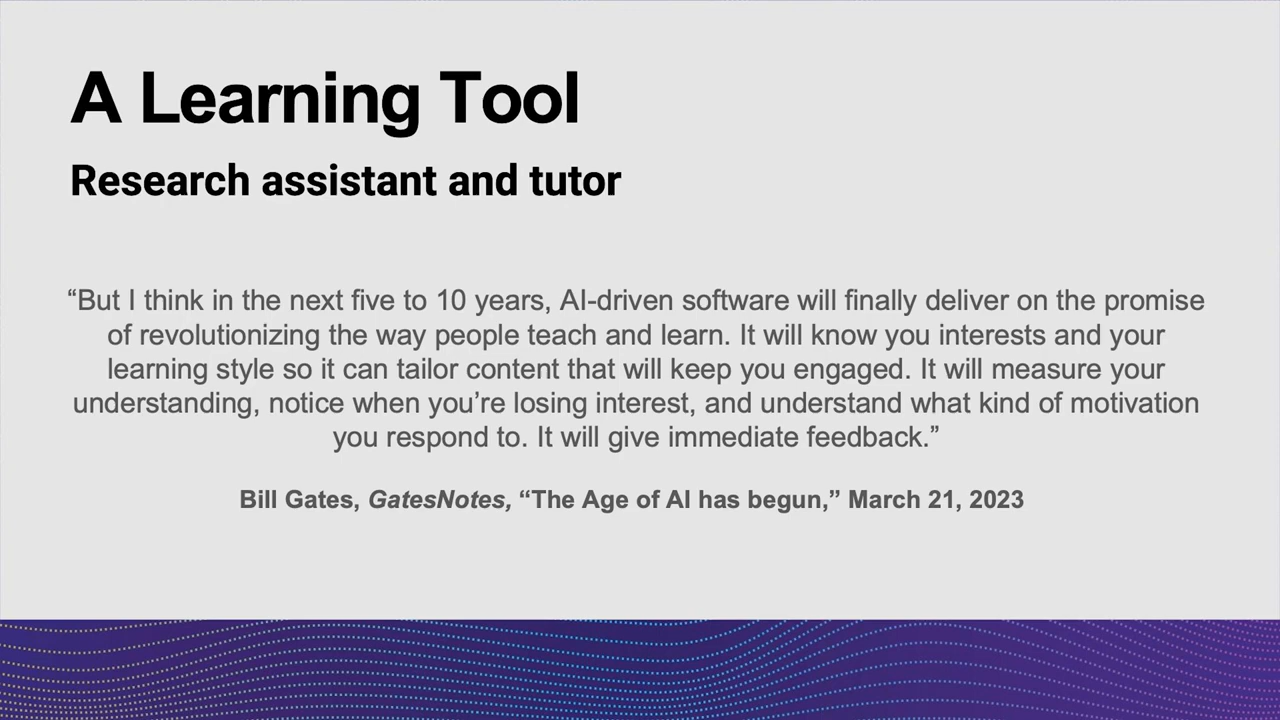 A Learning Tool
Research assistant and tutor
“But I think in the next five to 10 years, AI-driven software will finally deliver on the promise
of revolutionizing the way people teach and learn. It will know you interests and your
learning style so it can tailor content that will keep you engaged. It will measure your
understanding, notice when you’re losing interest, and understand what kind of motivation
you respond to. It will give immediate feedback.”
Bill Gates, GatesNotes, “The Age of AI has begun,” March 21, 2023